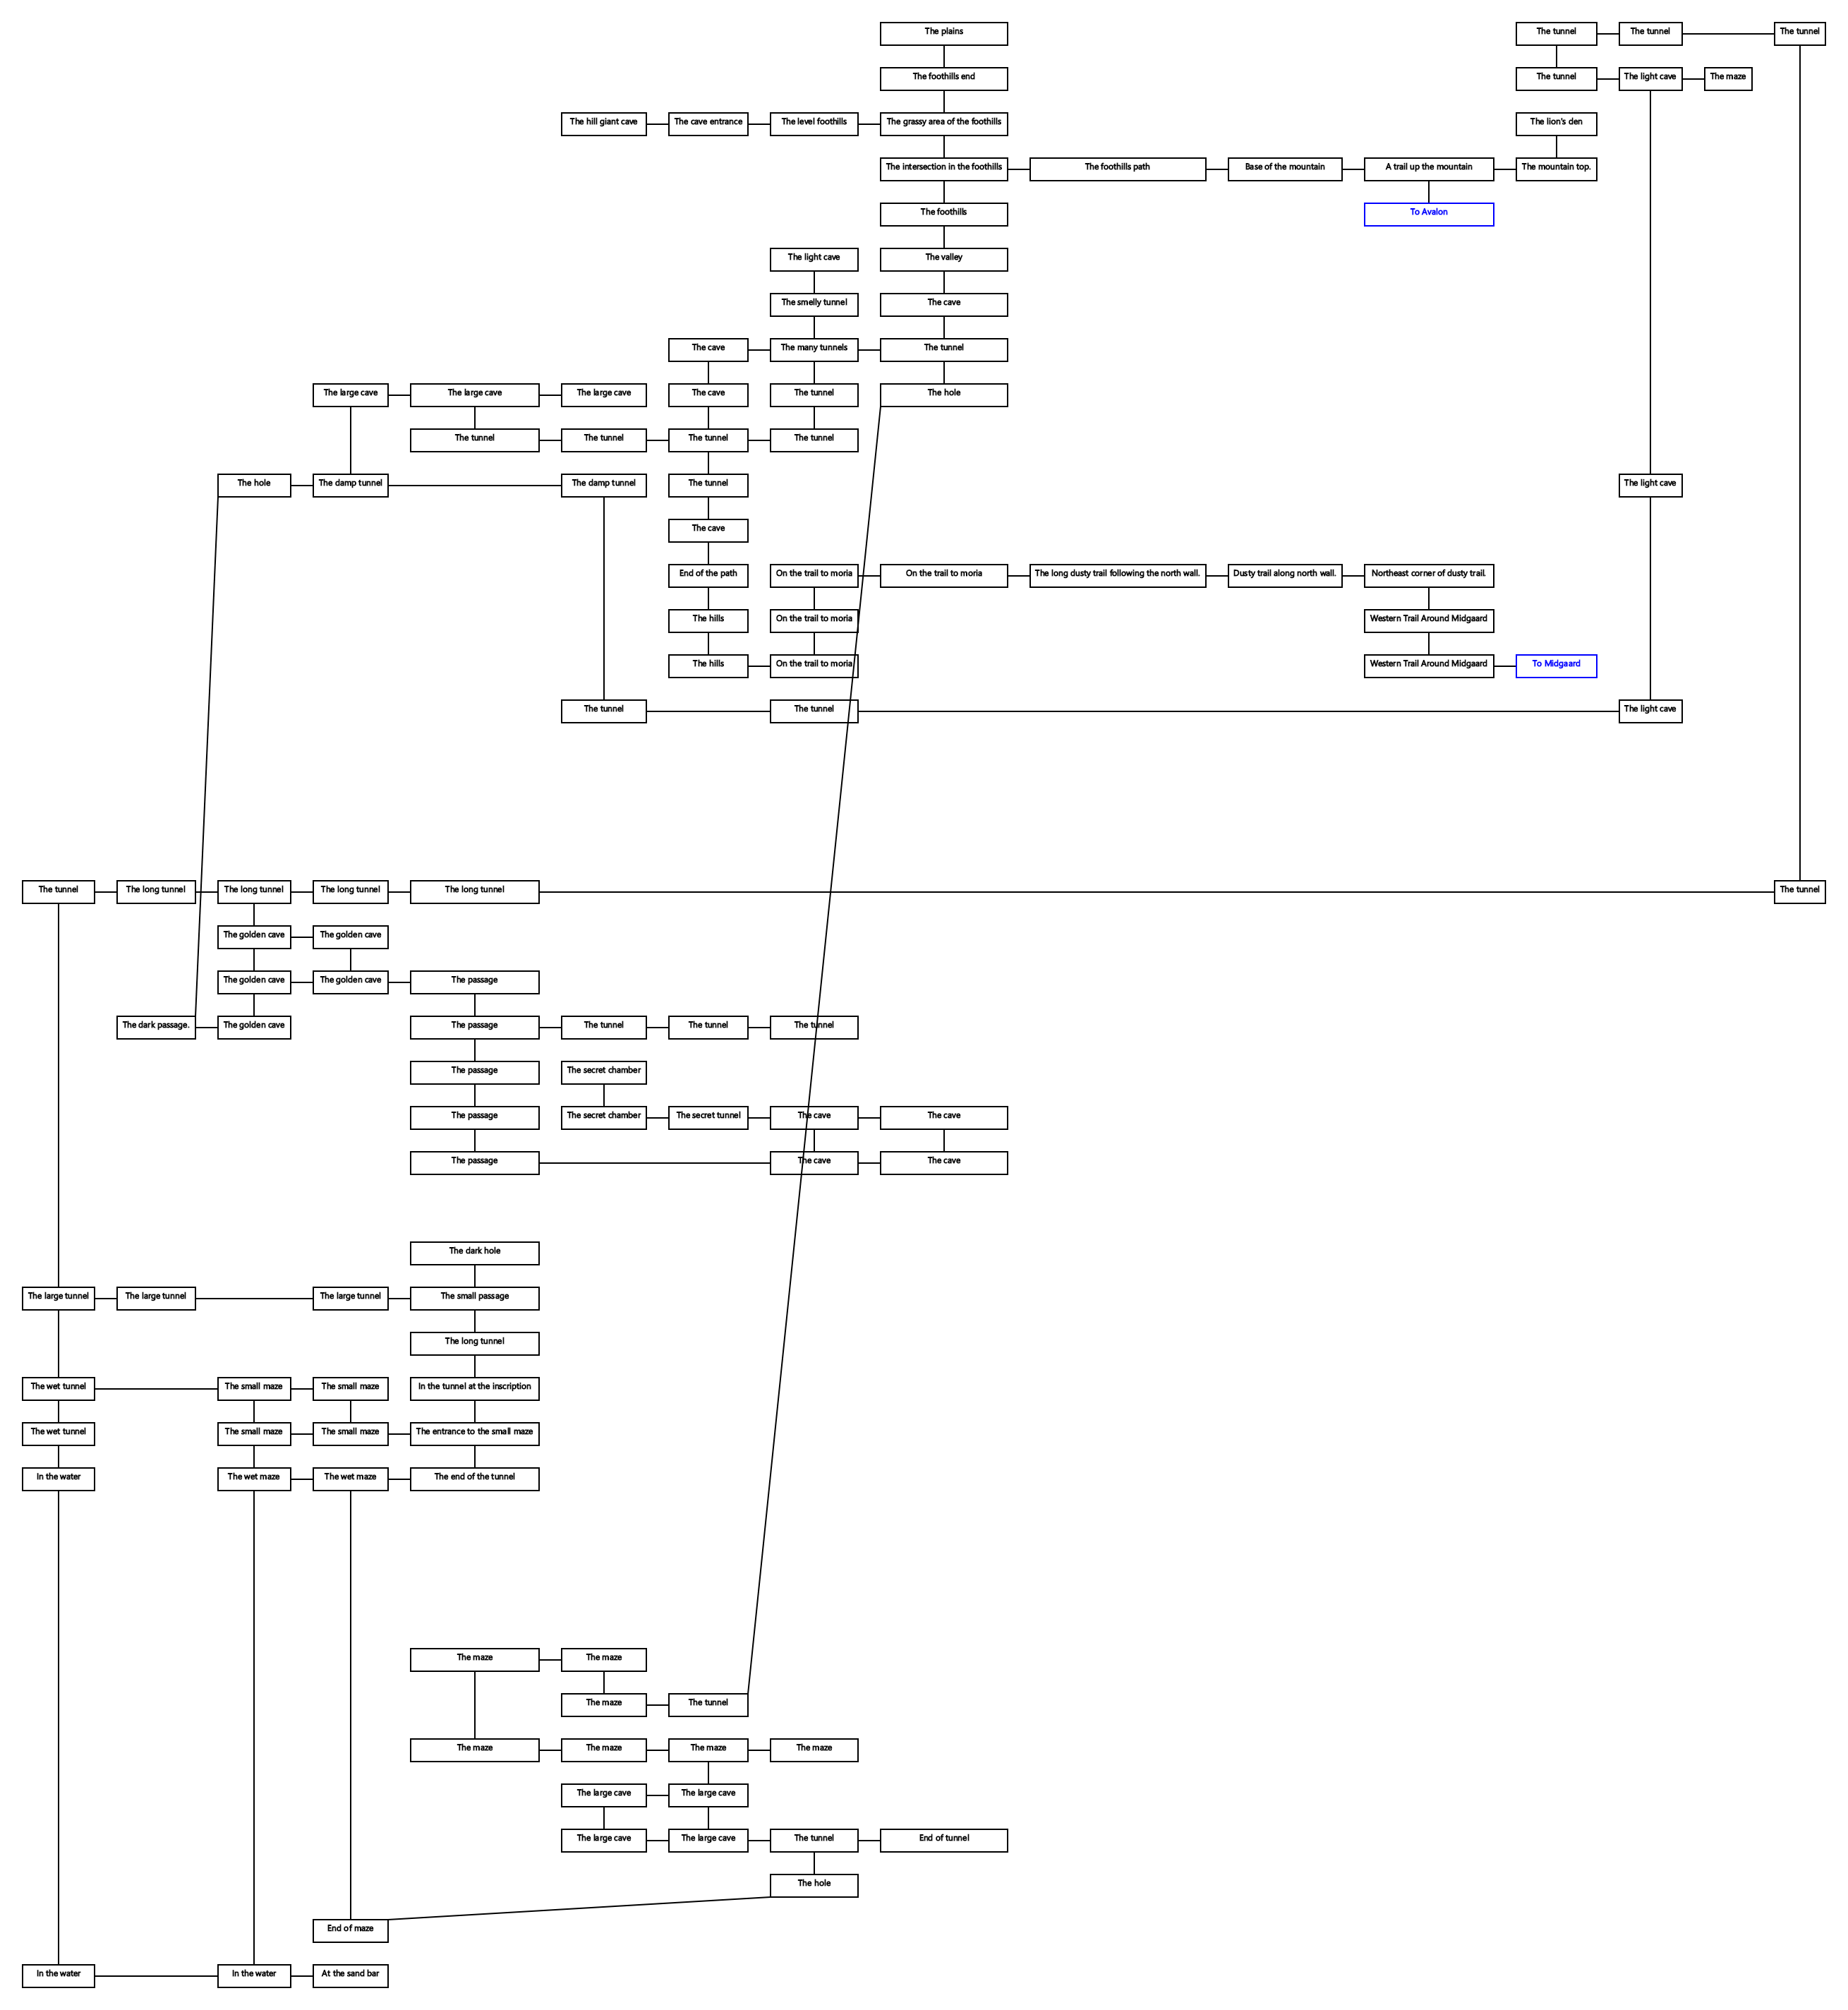 The plains
The tunnel
The tunnel
The tunnel
The foothills end
The tunnel
The light cave
The maze
The hill giant cave
The cave entrance
The level foothills
The grassy area of the foothills
The lion's den
The intersection in the foothills
The foothills path
Base of the mountain
A trail up the mountain
The mountain top.
The foothills
To Avalon
The light cave
The valley
The smelly tunnel
The cave
The cave
The many tunnels
The tunnel
The large cave
The large cave
The large cave
The cave
The tunnel
The hole
The tunnel
The tunnel
The tunnel
The tunnel
The hole
The damp tunnel
The damp tunnel
The tunnel
The light cave
The cave
End of the path
On the trail to moria
On the trail to moria
The long dusty trail following the north wall.
Dusty trail along north wall.
Northeast corner of dusty trail.
The hills
On the trail to moria
Western Trail Around Midgaard
The hills
On the trail to moria
Western Trail Around Midgaard
To Midgaard
The tunnel
The tunnel
The light cave
The tunnel
The long tunnel
The long tunnel
The long tunnel
The long tunnel
The tunnel
The golden cave
The golden cave
The golden cave
The golden cave
The passage
The dark passage.
The golden cave
The passage
The tunnel
The tunnel
The tunnel
The passage
The secret chamber
The passage
The secret chamber
The secret tunnel
The cave
The cave
The passage
The cave
The cave
The dark hole
The large tunnel
The large tunnel
The large tunnel
The small passage
The long tunnel
The wet tunnel
The small maze
The small maze
In the tunnel at the inscription
The wet tunnel
The small maze
The small maze
The entrance to the small maze
In the water
The wet maze
The wet maze
The end of the tunnel
The maze
The maze
The maze
The tunnel
The maze
The maze
The maze
The maze
The large cave
The large cave
The large cave
The large cave
The tunnel
End of tunnel
The hole
End of maze
In the water
In the water
At the sand bar